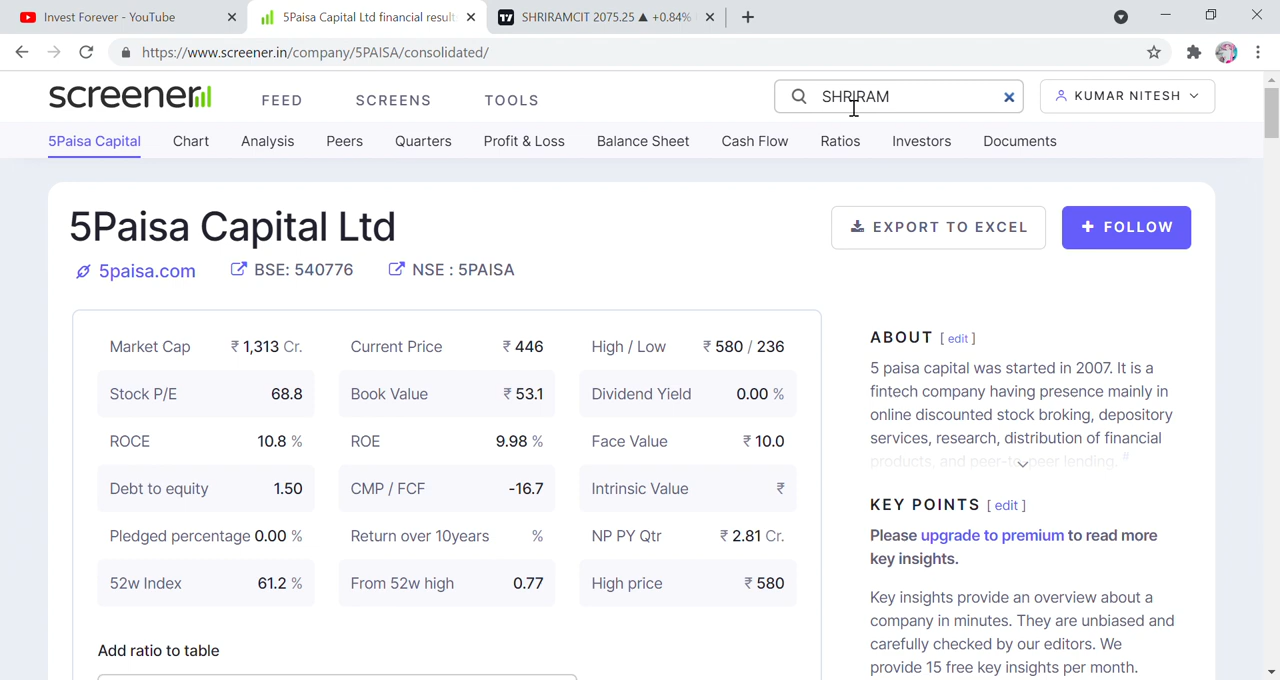 Invest Forever - YouTube
5Paisa Capital Ltd financial result
SHRIRAMCIT 2075.25 ▲ +0.84%
https://www.screener.in/company/5PAISA/consolidated/
screener
FEED
SCREENS
TOOLS
SHRIRAM
KUMAR NITESH
5Paisa Capital
Chart
Analysis
Peers
Quarters
Profit & Loss
Balance Sheet
Cash Flow
Ratios
Investors
Documents
5Paisa Capital Ltd
EXPORT TO EXCEL
+ FOLLOW
5paisa.com
BSE: 540776
NSE : 5PAISA
Market Cap ₹ 1,313 Cr.
Current Price ₹ 446
High / Low ₹ 580 / 236
Stock P/E 68.8
Book Value ₹ 53.1
Dividend Yield 0.00 %
ROCE 10.8 %
ROE 9.98 %
Face Value ₹ 10.0
Debt to equity 1.50
CMP / FCF -16.7
Intrinsic Value ₹
Pledged percentage 0.00 %
Return over 10years %
NP PY Qtr ₹ 2.81 Cr.
52w Index 61.2 %
From 52w high 0.77
High price ₹ 580
Add ratio to table
ABOUT [ edit ]
5 paisa capital was started in 2007. It is a
fintech company having presence mainly in
online discounted stock broking, depository
services, research, distribution of financial
products, and peer-to-peer lending. #
KEY POINTS [ edit ]
Please upgrade to premium to read more
key insights.
Key insights provide an overview about a
company in minutes. They are unbiased and
carefully checked by our editors. We
provide 15 free key insights per month.